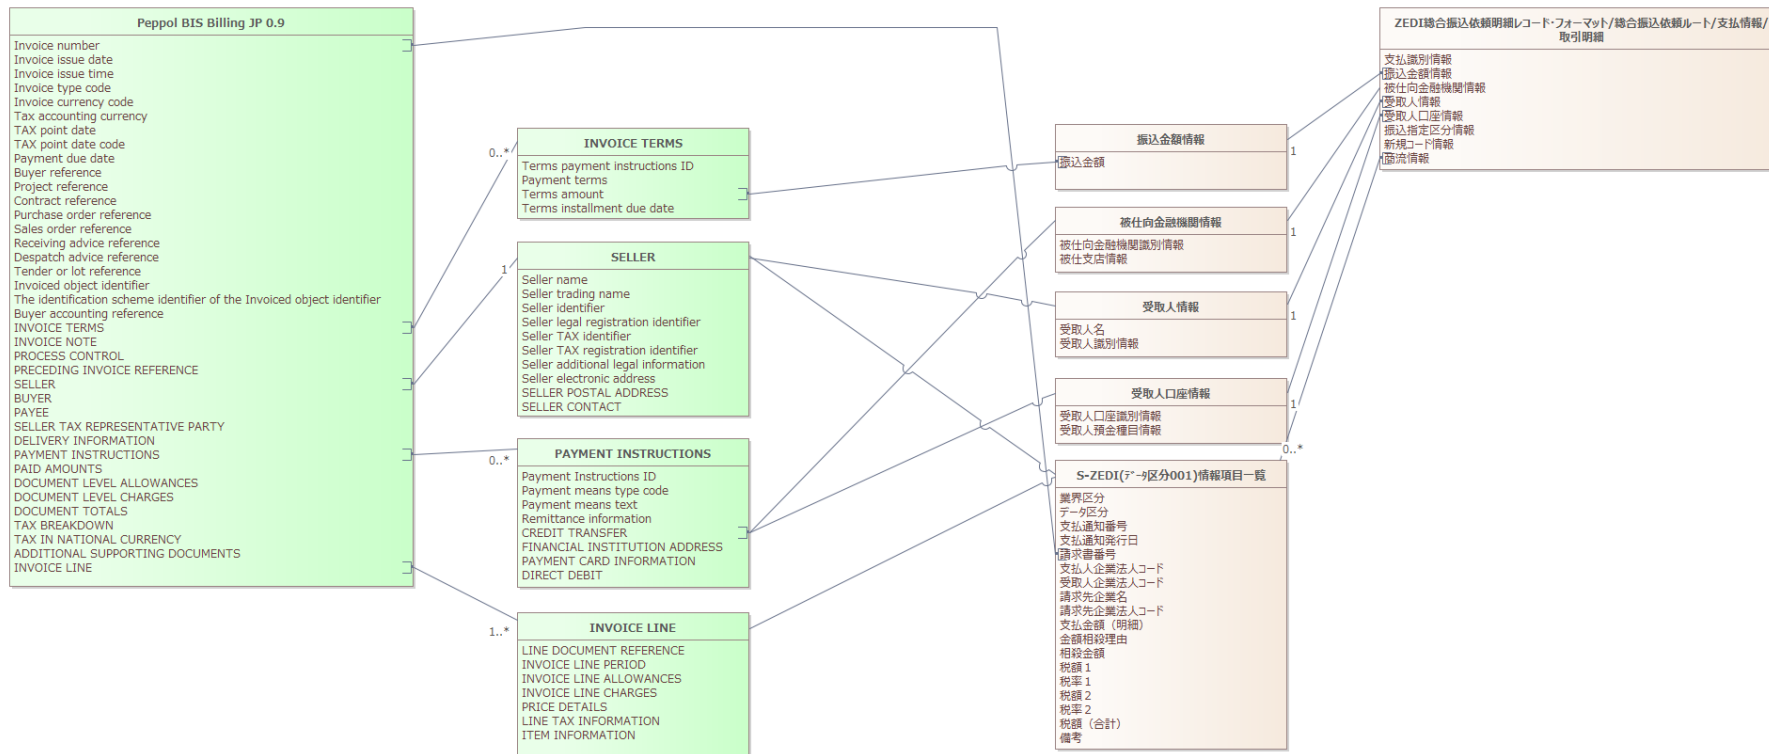 Peppol BIS Billing JP 0.9
Invoice number
Invoice issue date
Invoice issue time
Invoice type code
Invoice currency code
Tax accounting currency
TAX point date
TAX point date code
Payment due date
Buyer reference
Project reference
Contract reference
Purchase order reference
Sales order reference
Receiving advice reference
Despatch advice reference
Tender or lot reference
Invoiced object identifier
The identification scheme identifier of the Invoiced object identifier
Buyer accounting reference
INVOICE TERMS
INVOICE NOTE
PROCESS CONTROL
PRECEDING INVOICE REFERENCE
SELLER
BUYER
PAYEE
SELLER TAX REPRESENTATIVE PARTY
DELIVERY INFORMATION
PAYMENT INSTRUCTIONS
PAID AMOUNTS
DOCUMENT LEVEL ALLOWANCES
DOCUMENT LEVEL CHARGES
DOCUMENT TOTALS
TAX BREAKDOWN
TAX IN NATIONAL CURRENCY
ADDITIONAL SUPPORTING DOCUMENTS
INVOICE LINE
0..*
1
0..*
1..*
INVOICE TERMS
Terms payment instructions ID
Payment terms
Terms amount
Terms installment due date
SELLER
Seller name
Seller trading name
Seller identifier
Seller legal registration identifier
Seller TAX identifier
Seller TAX registration identifier
Seller additional legal information
Seller electronic address
SELLER POSTAL ADDRESS
SELLER CONTACT
PAYMENT INSTRUCTIONS
Payment Instructions ID
Payment means type code
Payment means text
Remittance information
CREDIT TRANSFER
FINANCIAL INSTITUTION ADDRESS
PAYMENT CARD INFORMATION
DIRECT DEBIT
INVOICE LINE
LINE DOCUMENT REFERENCE
INVOICE LINE PERIOD
INVOICE LINE ALLOWANCES
INVOICE LINE CHARGES
PRICE DETAILS
LINE TAX INFORMATION
ITEM INFORMATION
振込金額情報
振込金額
被仕向金融機関情報
被仕向金融機関識別情報
被仕支店情報
受取人情報
受取人名
受取人識別情報
受取人口座情報
受取人口座識別情報
受取人預金種目情報
S-ZEDI(ﾃﾞｰﾀ区分001)情報項目一覧
業界区分
ﾃﾞｰﾀ区分
支払通知番号
支払通知発行日
請求書番号
支払人企業法人ｺｰﾄﾞ
受取人企業法人ｺｰﾄﾞ
請求先企業名
請求先企業法人ｺｰﾄﾞ
支払金額（明細）
金額相殺理由
相殺金額
税額１
税率１
税額２
税率２
税額（合計）
備考
1
1
1
1
0..*
ZEDI総合振込依頼明細ﾚｺｰﾄﾞ･ﾌｫｰﾏｯﾄ/総合振込依頼ﾙｰﾄ/支払情報/
取引明細
支払識別情報
振込金額情報
被仕向金融機関情報
受取人情報
受取人口座情報
振込指定区分情報
新規ｺｰﾄﾞ情報
商流情報